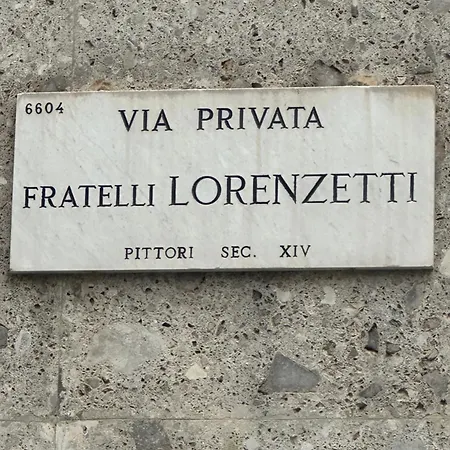 6604
VIA PRIVATA
FRATELLI LORENZETTI
PITTORI SEC. XIV